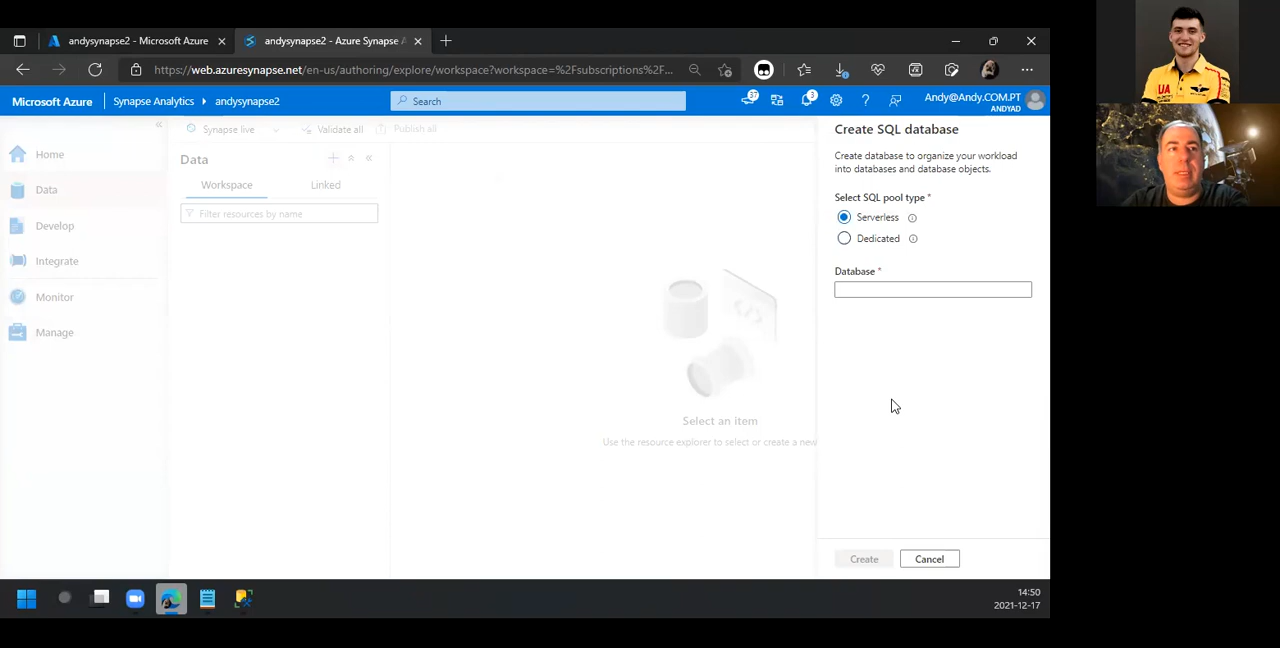 andysynapse2 - Microsoft Azure
andysynapse2 - Azure Synapse A
https://web.azuresynapse.net/en-us/authoring/explore/workspace?workspace=%2Fsubscriptions%2F...
Microsoft Azure
Synapse Analytics
andysynapse2
Search
37
3
Andy@Andy.COM.PT
ANDYAD
Home
Data
Develop
Integrate
Monitor
Manage
Synapse live
Validate all
Publish all
Data
Workspace
Linked
Filter resources by name
Select an item
Use the resource explorer to select or create a new
Create SQL database
Create database to organize your workload
into databases and database objects.
Select SQL pool type *
Serverless
Dedicated
Database *
Create
Cancel
14:50
2021-12-17
UA